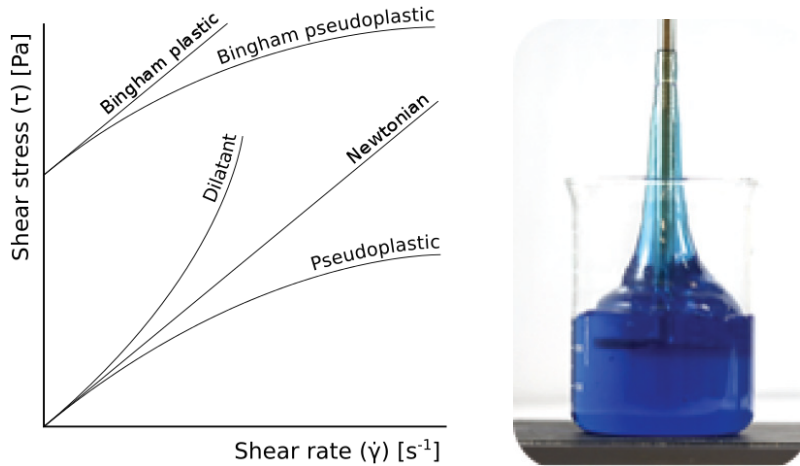 Shear stress (τ) [Pa]
Bingham plastic
Bingham pseudoplastic
Dilatant
Newtonian
Pseudoplastic
Shear rate (γ̇) [s⁻¹]